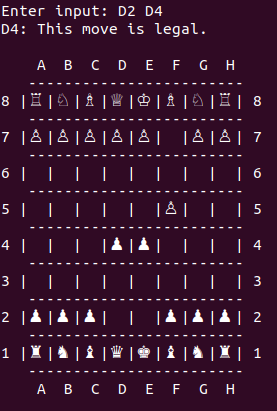 Enter input: D2 D4
D4: This move is legal.
A B C D E F G H
------------------------
8 |♖|♘|♗|♕|♔|♗|♘|♖| 8
------------------------
7 |♙|♙|♙|♙|♙| |♙|♙| 7
------------------------
6 | | | | | | | | | 6
------------------------
5 | | | | | |♙| | | 5
------------------------
4 | | | |♟|♟| | | | 4
------------------------
3 | | | | | | | | | 3
------------------------
2 |♟|♟|♟| | |♟|♟|♟| 2
------------------------
1 |♜|♞|♝|♛|♚|♝|♞|♜| 1
------------------------
A B C D E F G H